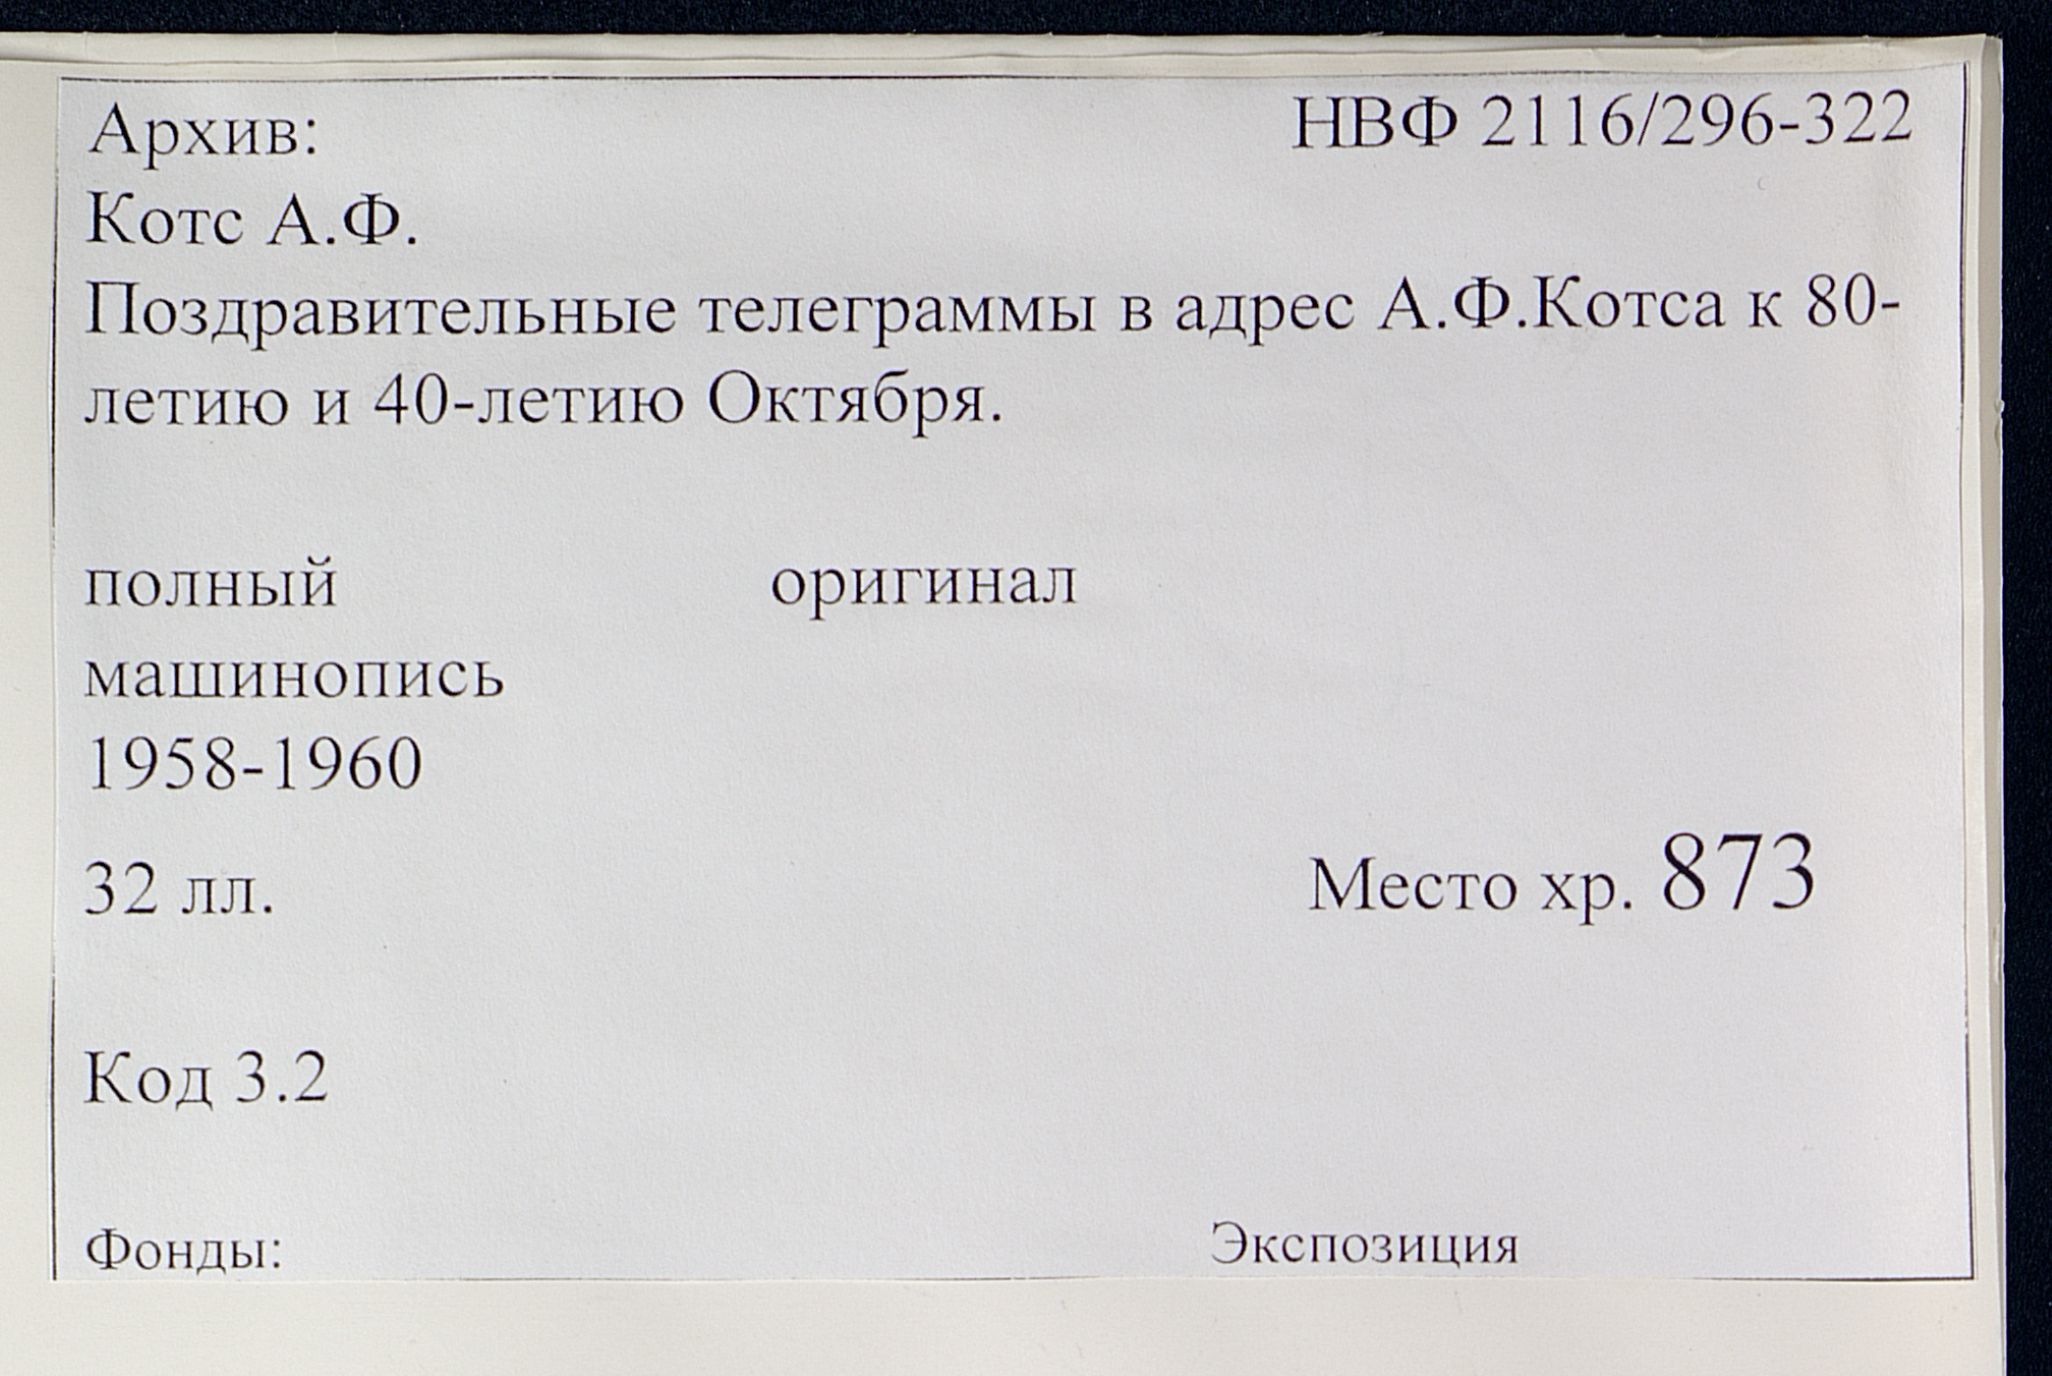 Архив: НВФ 2116/296-322
Котс А.Ф.
Поздравительные телеграммы в адрес А.Ф.Котса к 80-
летию и 40-летию Октября.
полный оригинал
машинопись
1958-1960
32 лл. Место хр. 873
Код 3.2
Фонды: Экспозиция